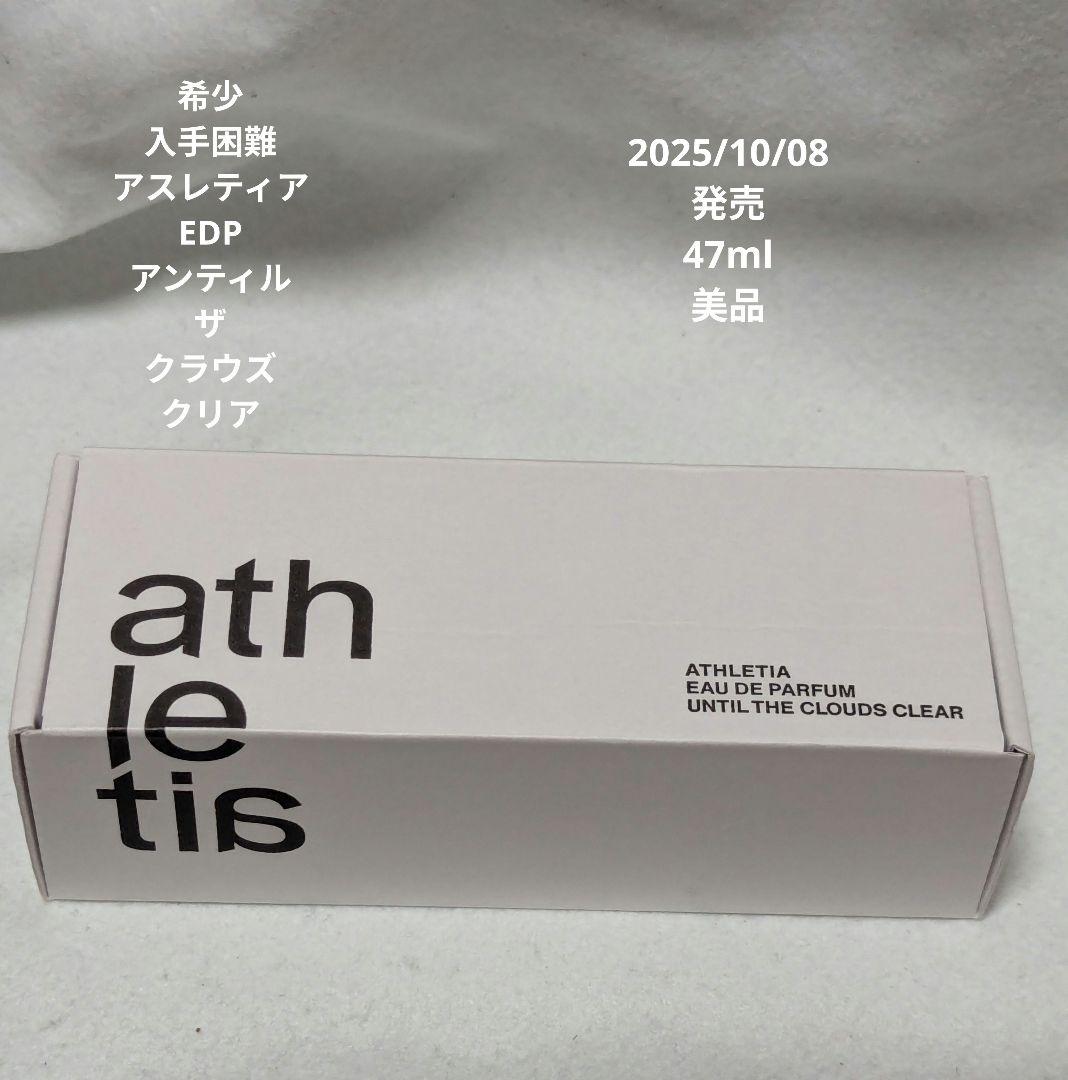 希少
入手困難
アスレティア
EDP
アンティル
ザ
クラウズ
クリア
2025/10/08
発売
47ml
美品
ath
le
tia
ATHLETIA
EAU DE PARFUM
UNTIL THE CLOUDS CLEAR